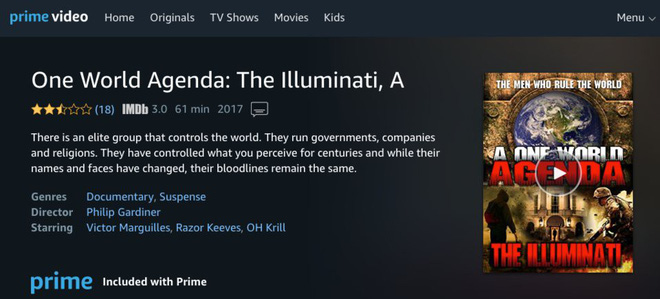 prime video Home Originals TV Shows Movies Kids Menu
One World Agenda: The Illuminati, A
(18) IMDb 3.0 61 min 2017
There is an elite group that controls the world. They run governments, companies
and religions. They have controlled what you perceive for centuries and while their
names and faces have changed, their bloodlines remain the same.
Genres Documentary, Suspense
Director Philip Gardiner
Starring Victor Marguilles, Razor Keeves, OH Krill
prime Included with Prime
THE MEN WHO RULE THE WORLD
A ONE WORLD
AGENDA
THE ILLUMINATI